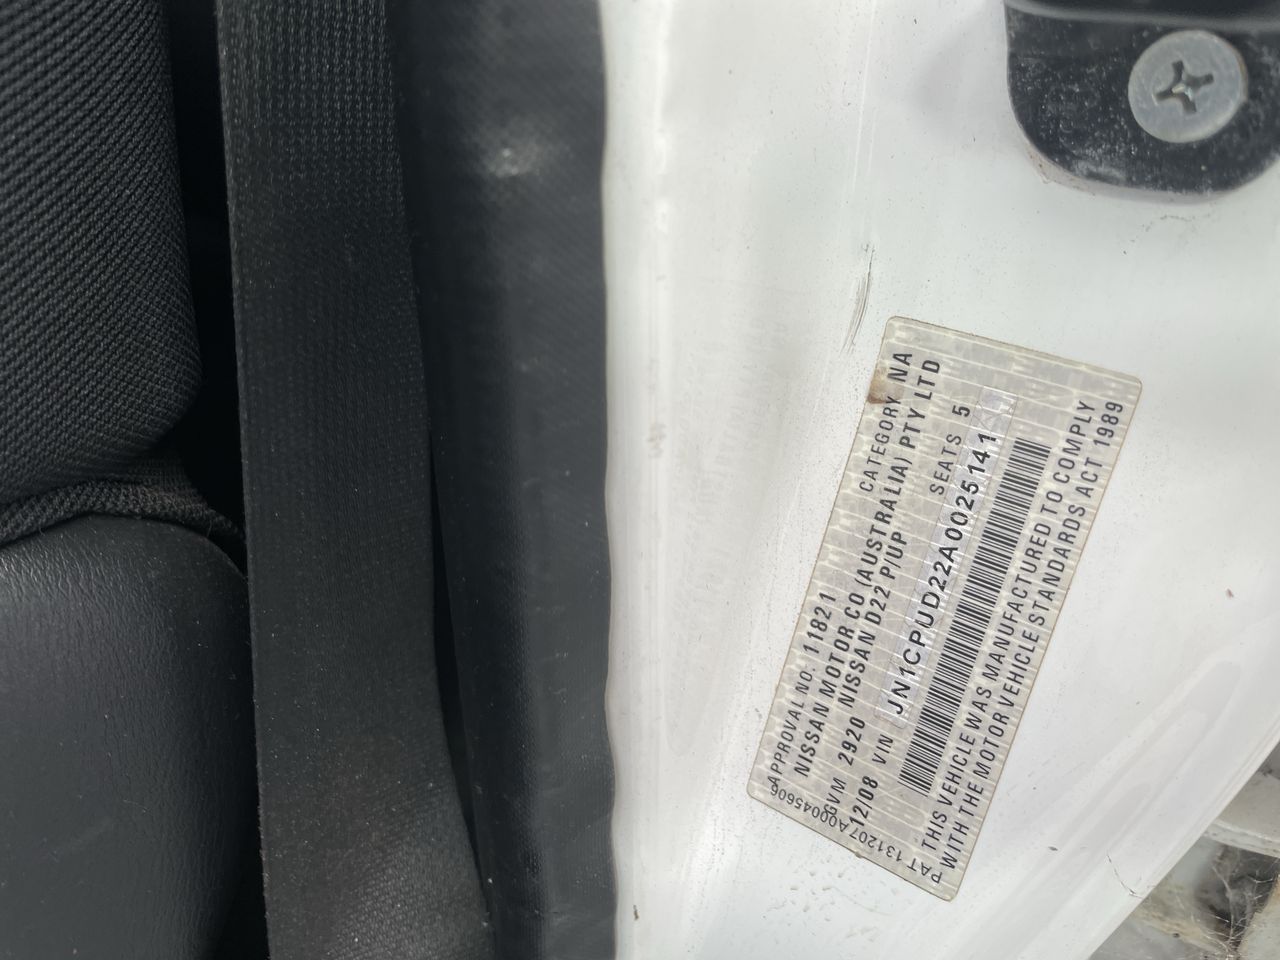 APPROVAL NO. 11821 CATEGORY NA
NISSAN MOTOR CO (AUSTRALIA) PTY LTD
GVM 2920 NISSAN D22 P/UP SEATS 5
12/08 VIN JN1CPUD22A0025141
THIS VEHICLE WAS MANUFACTURED TO COMPLY
WITH THE MOTOR VEHICLE STANDARDS ACT 1989
PAT 131207A00045606